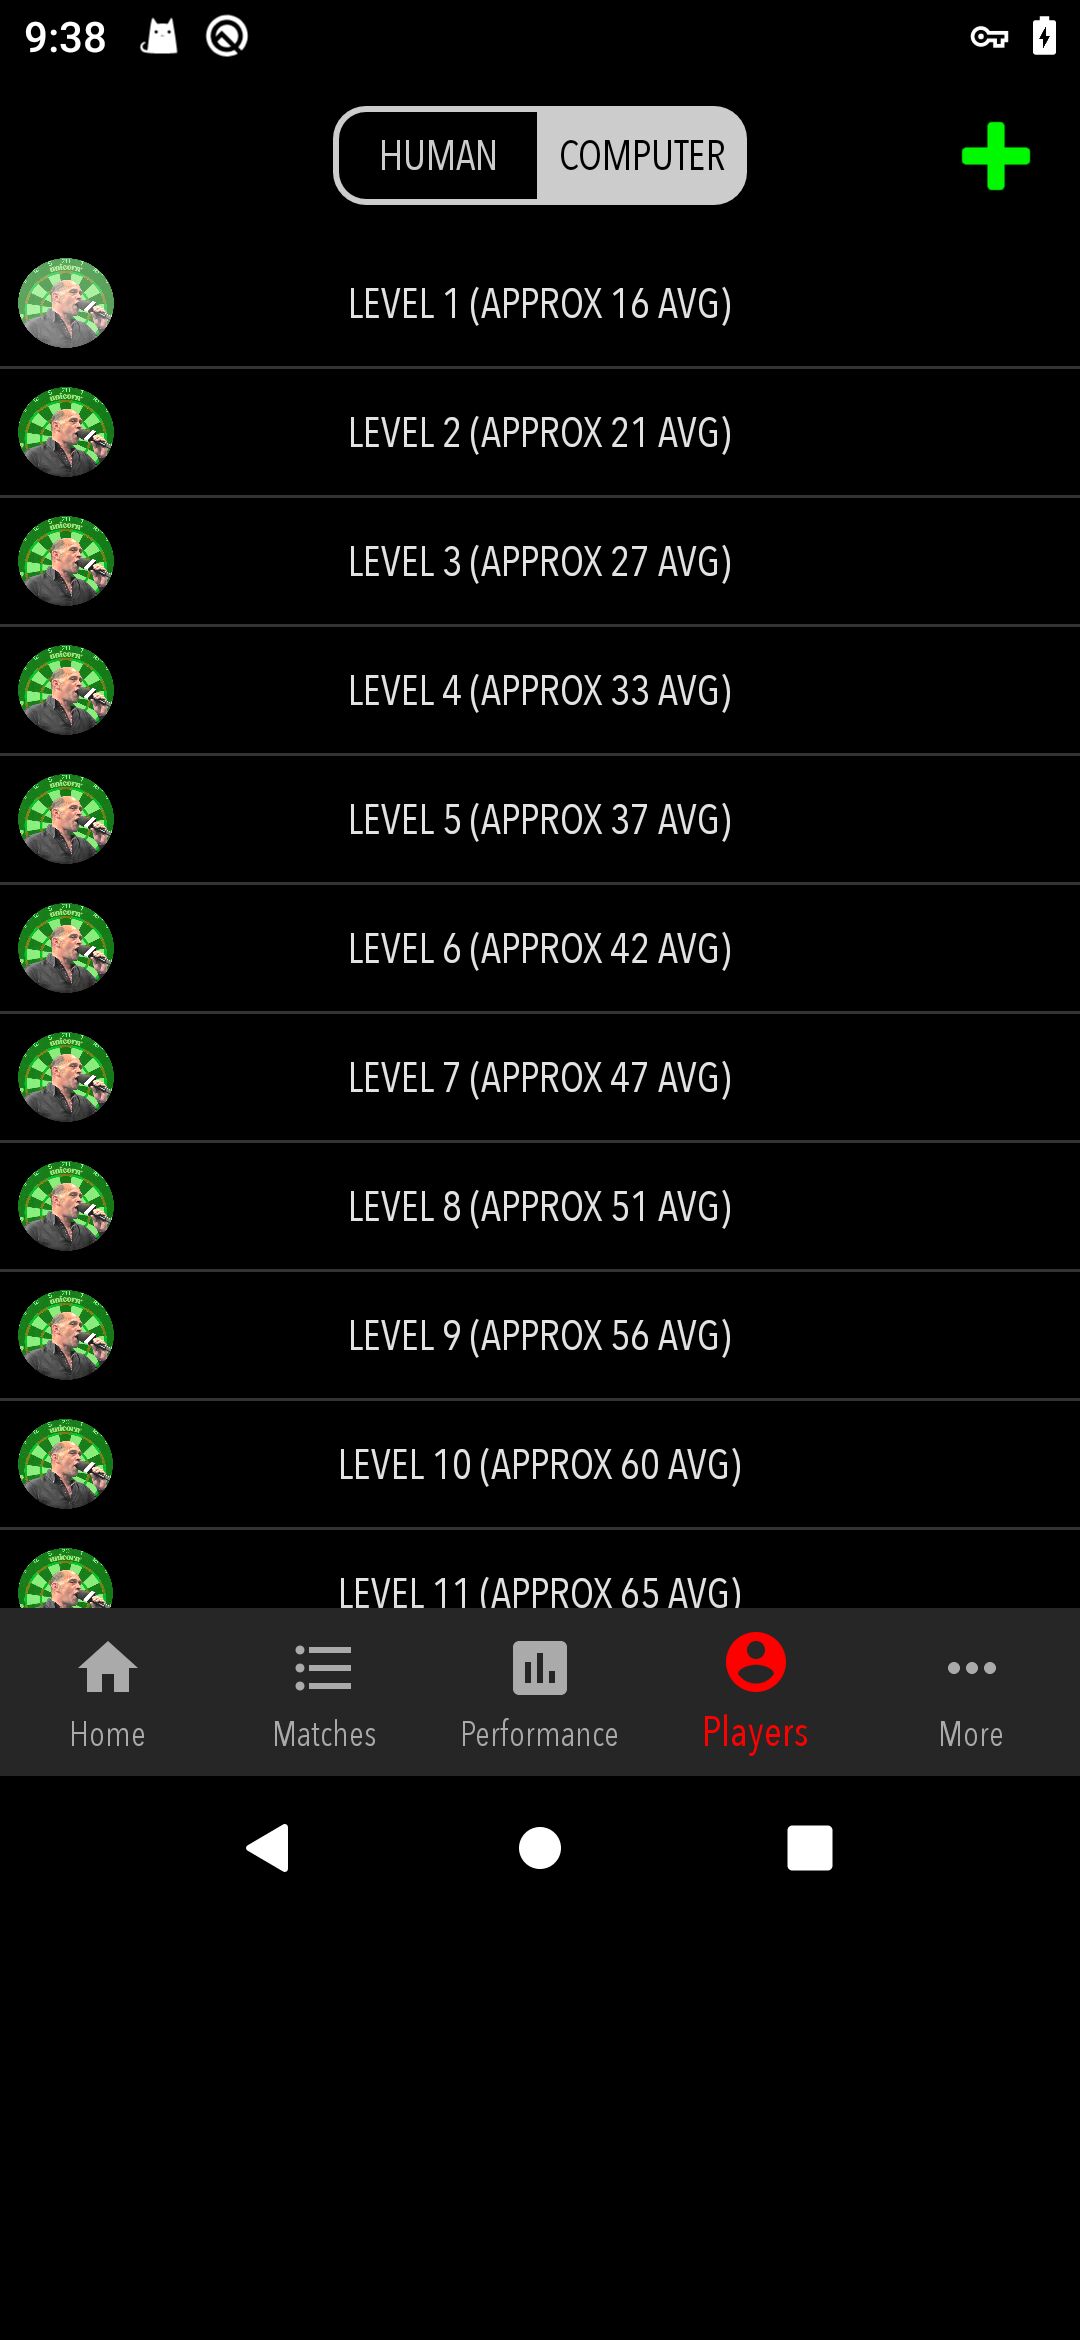 9:38
HUMAN COMPUTER
LEVEL 1 (APPROX 16 AVG)
LEVEL 2 (APPROX 21 AVG)
LEVEL 3 (APPROX 27 AVG)
LEVEL 4 (APPROX 33 AVG)
LEVEL 5 (APPROX 37 AVG)
LEVEL 6 (APPROX 42 AVG)
LEVEL 7 (APPROX 47 AVG)
LEVEL 8 (APPROX 51 AVG)
LEVEL 9 (APPROX 56 AVG)
LEVEL 10 (APPROX 60 AVG)
LEVEL 11 (APPROX 65 AVG)
Home Matches Performance Players More